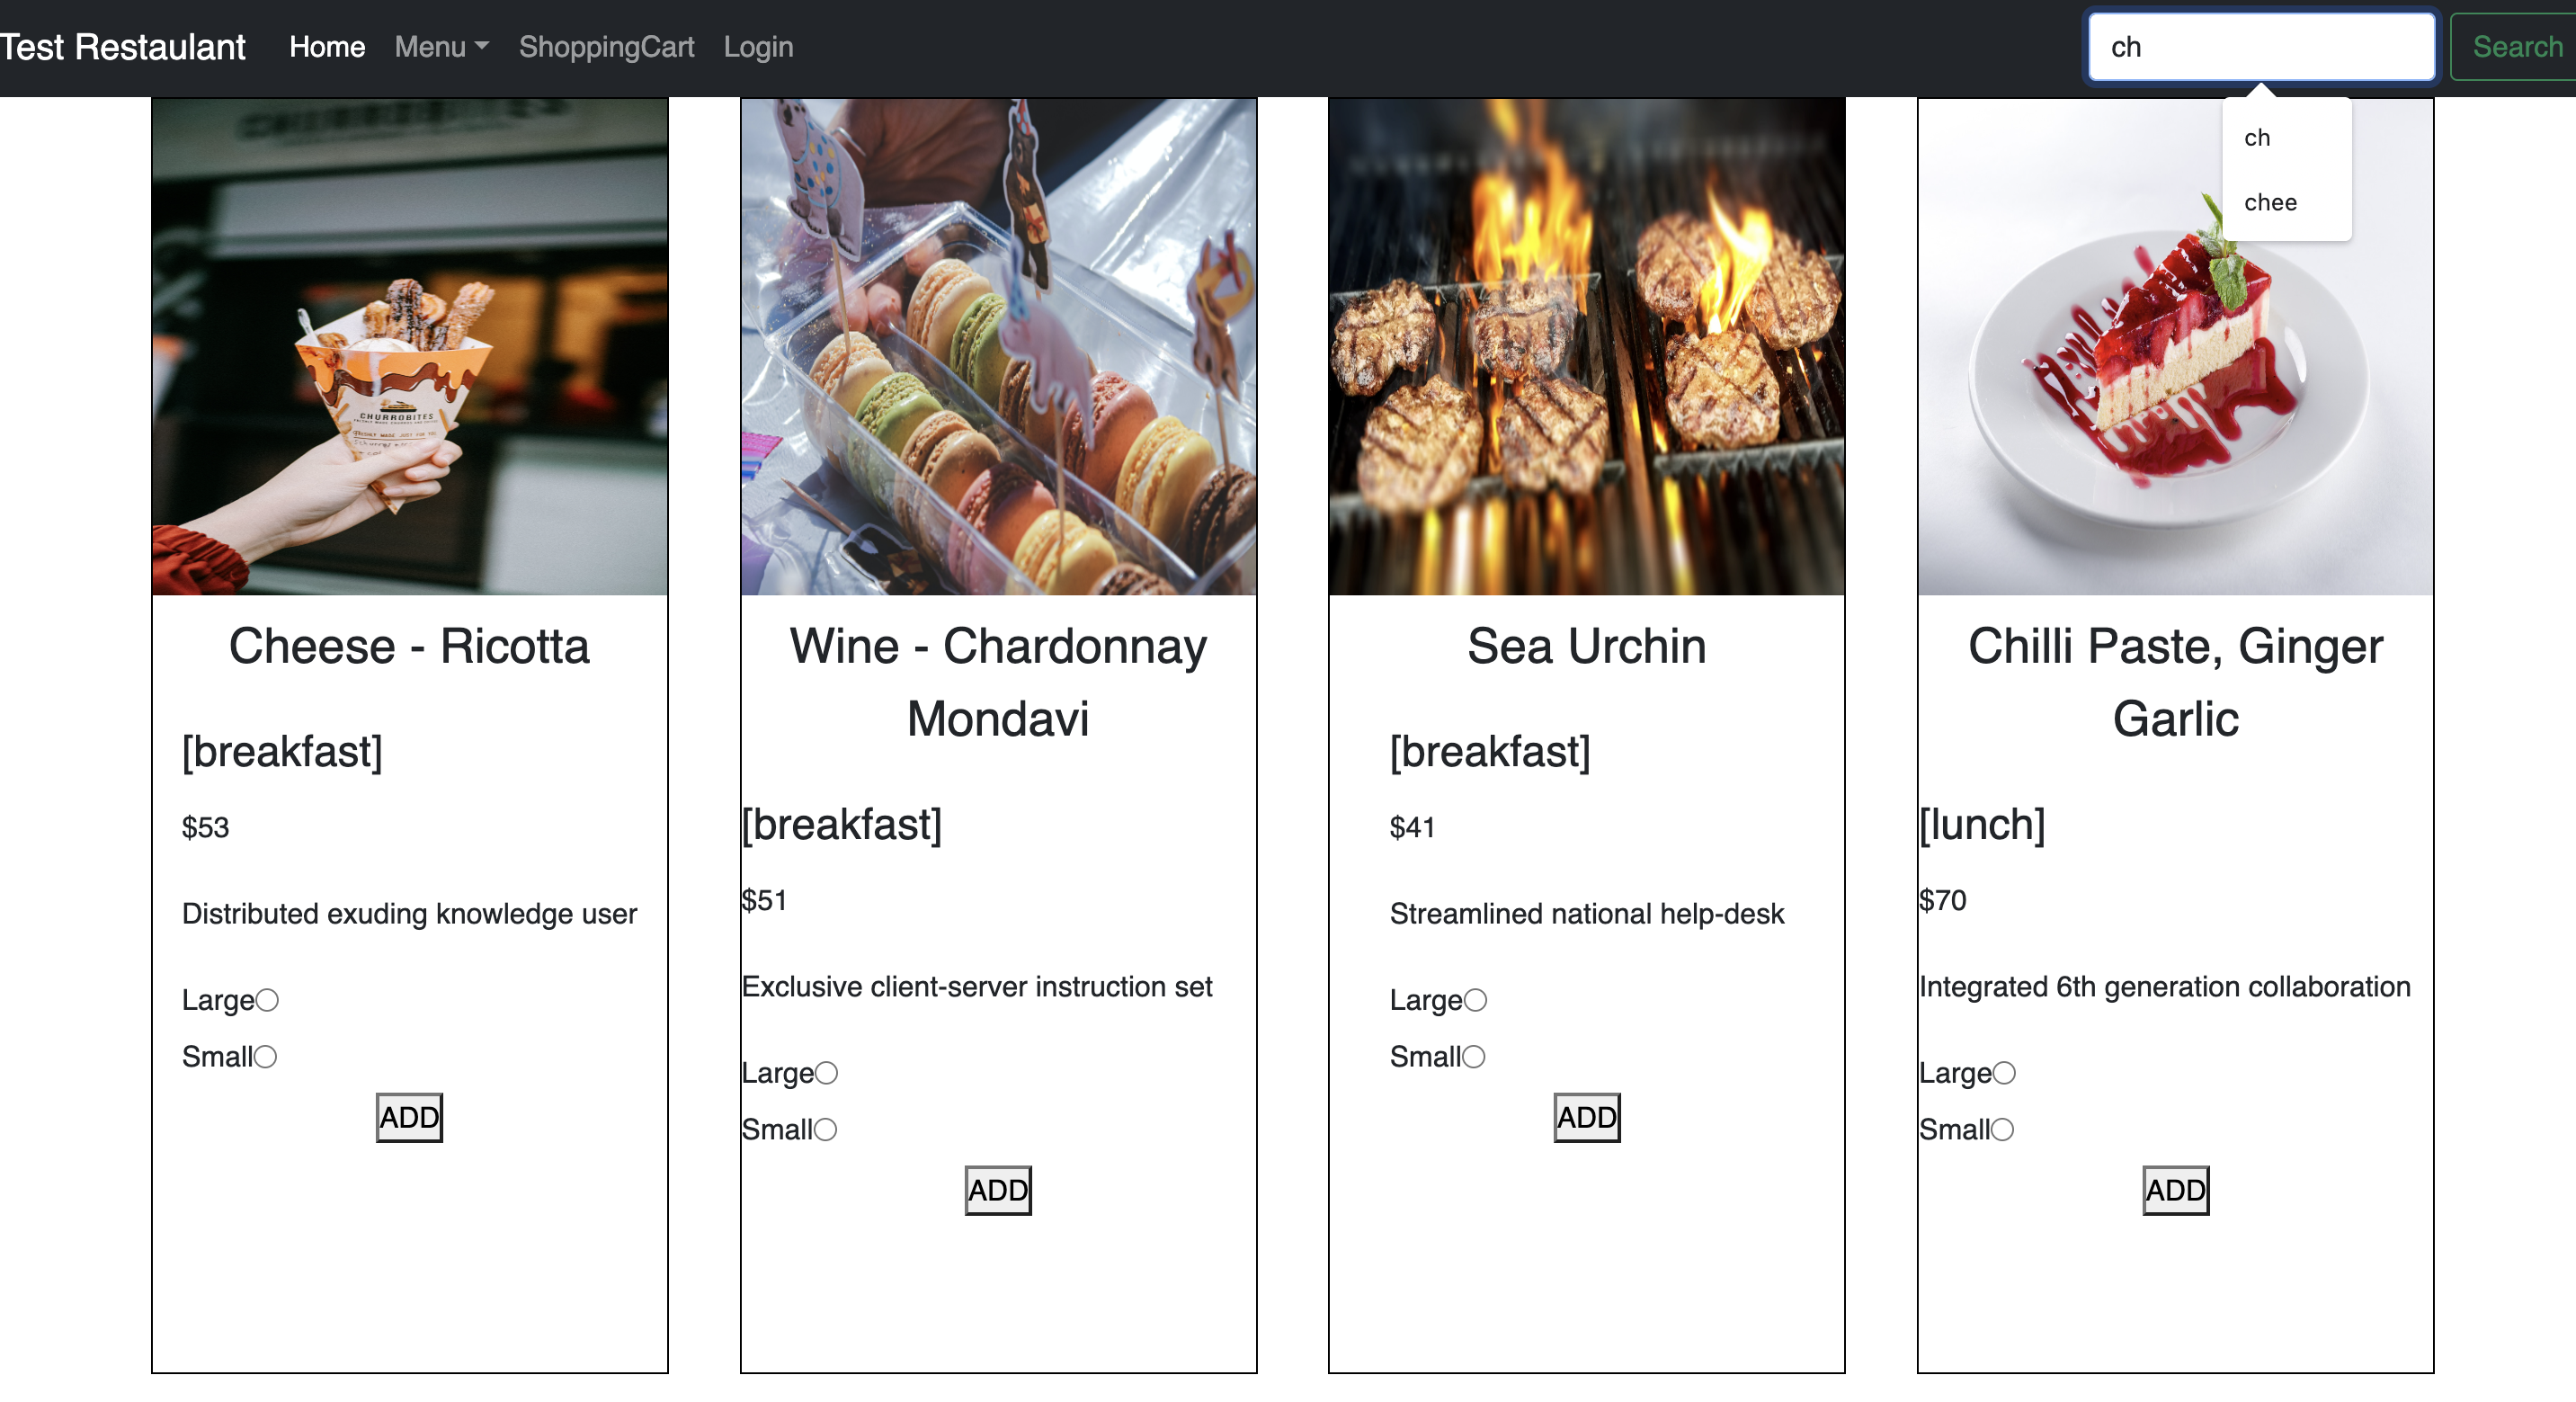 Test Restaulant Home Menu ShoppingCart Login ch Search
ch
chee
CHURROBITES
CHURROBITES
Cheese - Ricotta
[breakfast]
$53
Distributed exuding knowledge user
Large
Small
ADD
Wine - Chardonnay
Mondavi
[breakfast]
$51
Exclusive client-server instruction set
Large
Small
ADD
Sea Urchin
[breakfast]
$41
Streamlined national help-desk
Large
Small
ADD
Chilli Paste, Ginger
Garlic
[lunch]
$70
Integrated 6th generation collaboration
Large
Small
ADD